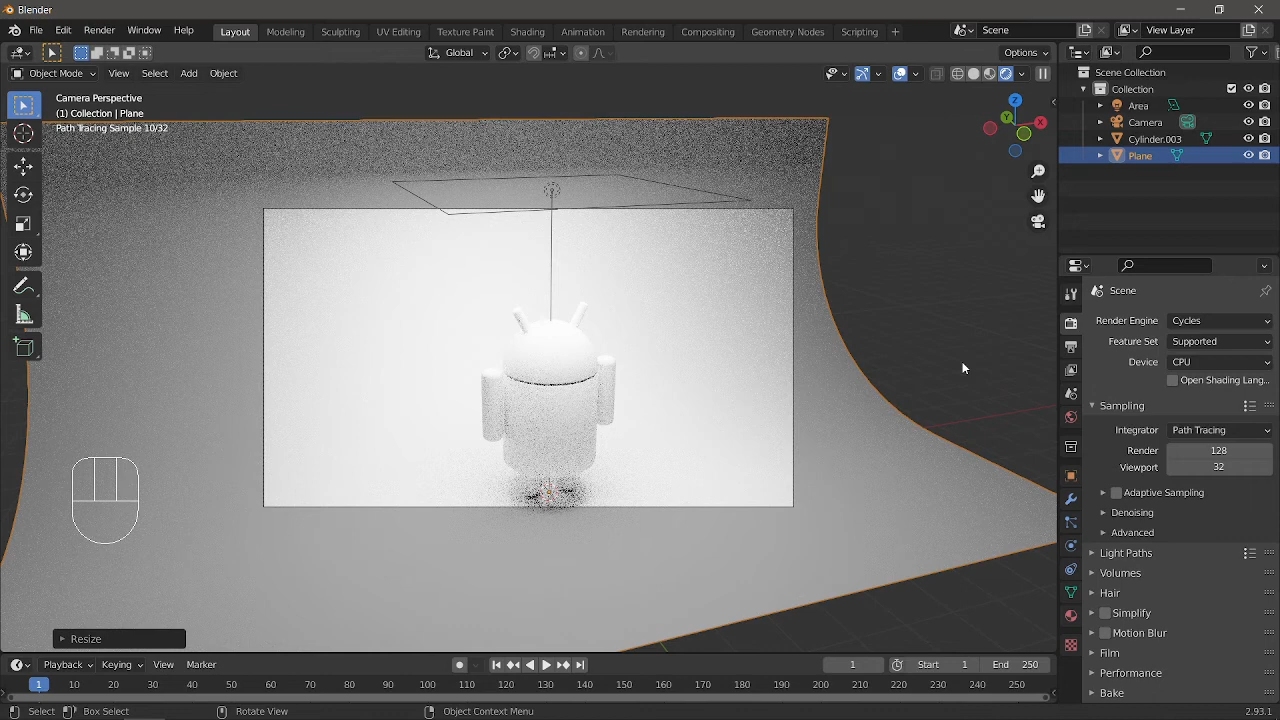 Blender
File Edit Render Window Help Layout Modeling Sculpting UV Editing Texture Paint Shading Animation Rendering Compositing Geometry Nodes Scripting + Scene View Layer
Global Options
Object Mode View Select Add Object
Camera Perspective
(1) Collection | Plane
Path Tracing Sample 10/32
Z
Y
X
Resize
Scene Collection
Collection
Area
Camera
Cylinder.003
Plane
Scene
Render Engine Cycles
Feature Set Supported
Device CPU
Open Shading Lang...
Sampling
Integrator Path Tracing
Render 128
Viewport 32
Adaptive Sampling
Denoising
Advanced
Light Paths
Volumes
Hair
Simplify
Motion Blur
Film
Performance
Bake
Playback Keying View Marker 1 Start 1 End 250
1 10 20 30 40 50 60 70 80 90 100 110 120 130 140 150 160 170 180 190 200 210 220 230 240 250
Select Box Select Rotate View Object Context Menu 2.93.1